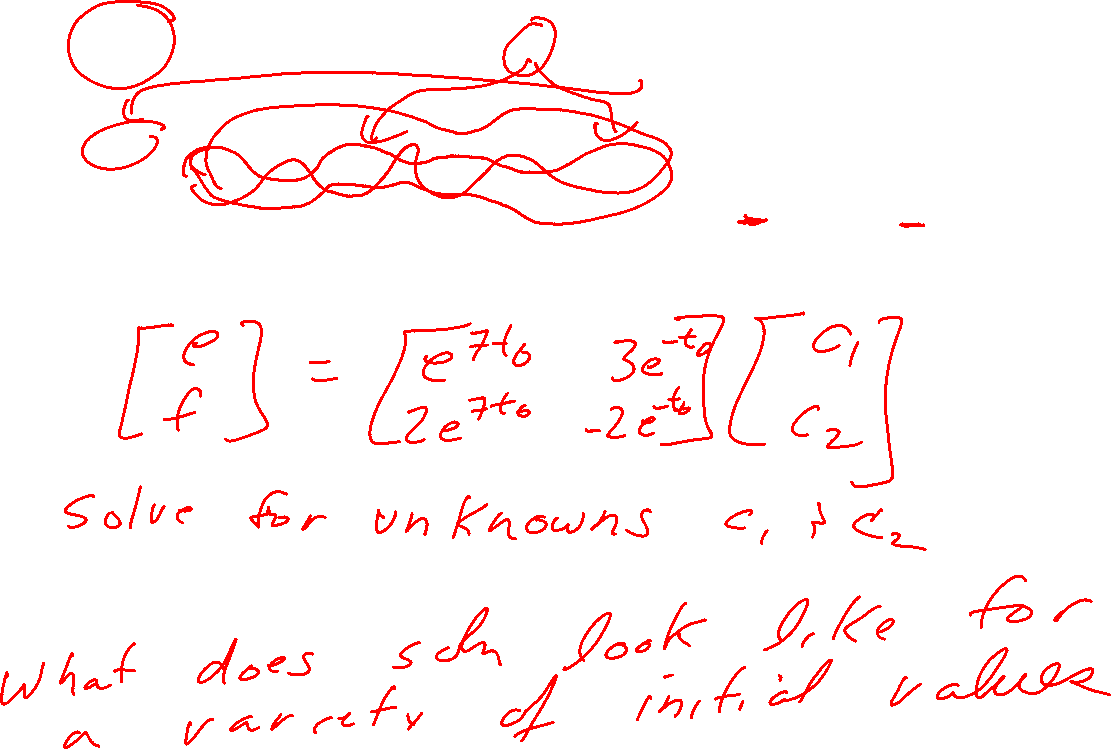 [e f] = [e^{7t_0} 3e^{-t_0} 2e^{7t_0} -2e^{-t_0}] [c_1 c_2]
Solve for unknowns c_1 & c_2
What does soln look like for
a variety of initial values